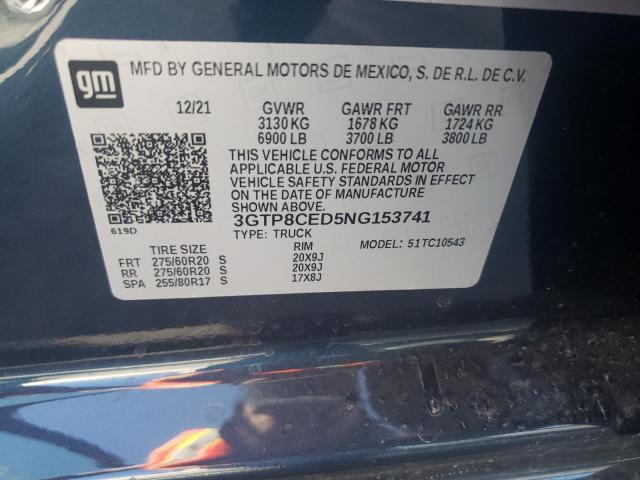 gm
MFD BY GENERAL MOTORS DE MEXICO, S. DE R.L. DE C.V.
12/21 GVWR GAWR FRT GAWR RR
3130 KG 1678 KG 1724 KG
6900 LB 3700 LB 3800 LB
THIS VEHICLE CONFORMS TO ALL
APPLICABLE U.S. FEDERAL MOTOR
VEHICLE SAFETY STANDARDS IN EFFECT
ON THE DATE OF MANUFACTURE
SHOWN ABOVE.
619D
3GTP8CED5NG153741
TYPE: TRUCK MODEL: 51TC10543
TIRE SIZE RIM
FRT 275/60R20 S 20X9J
RR 275/60R20 S 20X9J
SPA 255/80R17 S 17X8J